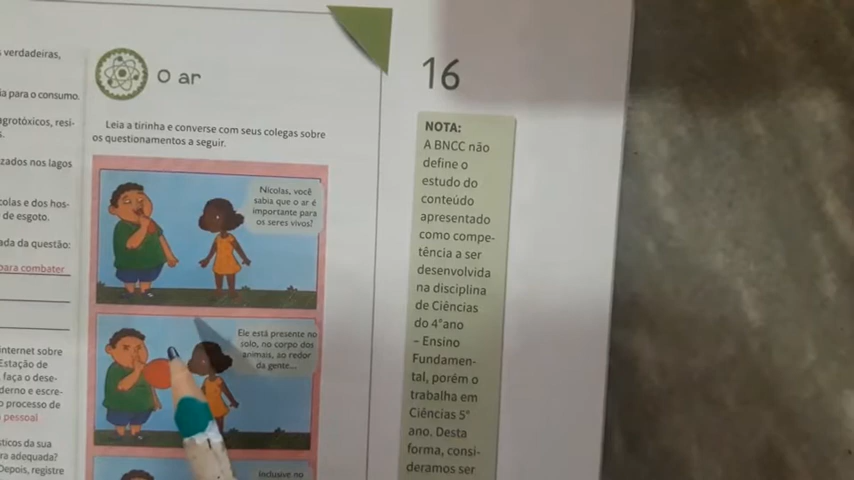 s verdadeiras,
ia para o consumo.
agrotóxicos, resí-
s.
zados nos lagos
colas e dos hos-
de esgoto.
ada da questão:
para combater
internet sobre
Estação de
faça o dese-
derno e escre-
o processo de
pessoal
sticos da sua
ra adequada?
Depois, registre
O ar
Leia a tirinha e converse com seus colegas sobre
os questionamentos a seguir.
Nícolas, você
sabia que o ar é
importante para
os seres vivos?
Ele está presente no
solo, no corpo dos
animais, ao redor
da gente...
Inclusive no
16
NOTA:
A BNCC não
define o
estudo do
conteúdo
apresentado
como compe-
tência a ser
desenvolvida
na disciplina
de Ciências
do 4°ano
– Ensino
Fundamen-
tal, porém o
trabalha em
Ciências 5°
ano. Desta
forma, consi-
deramos ser